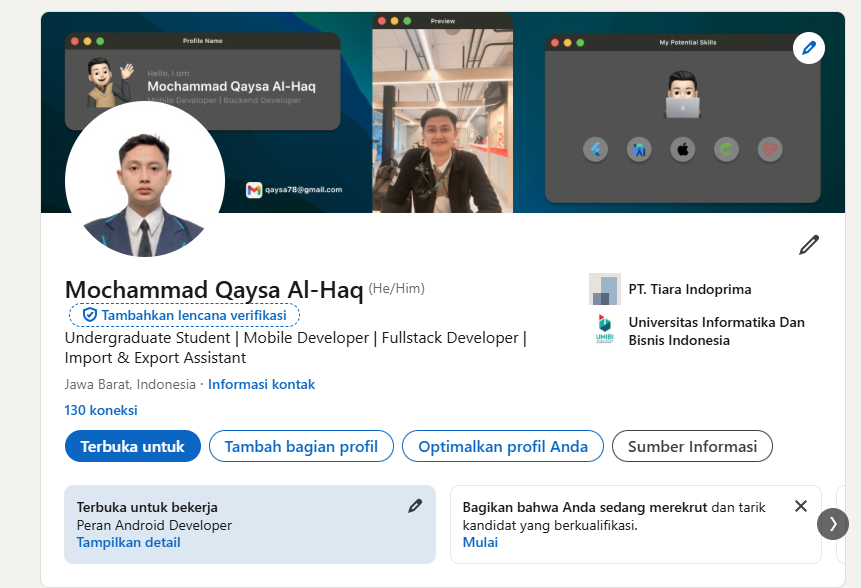 Profile Name
Hello, I am
Mochammad Qaysa Al-Haq
Mobile Developer | Backend Developer
qaysa78@gmail.com
Preview
My Potential Skills
Mochammad Qaysa Al-Haq (He/Him)
Tambahkan lencana verifikasi
Undergraduate Student | Mobile Developer | Fullstack Developer |
Import & Export Assistant
Jawa Barat, Indonesia · Informasi kontak
130 koneksi
PT. Tiara Indoprima
UNIBI
Universitas Informatika Dan
Bisnis Indonesia
Terbuka untuk
Tambah bagian profil
Optimalkan profil Anda
Sumber Informasi
Terbuka untuk bekerja
Peran Android Developer
Tampilkan detail
Bagikan bahwa Anda sedang merekrut dan tarik
kandidat yang berkualifikasi.
Mulai